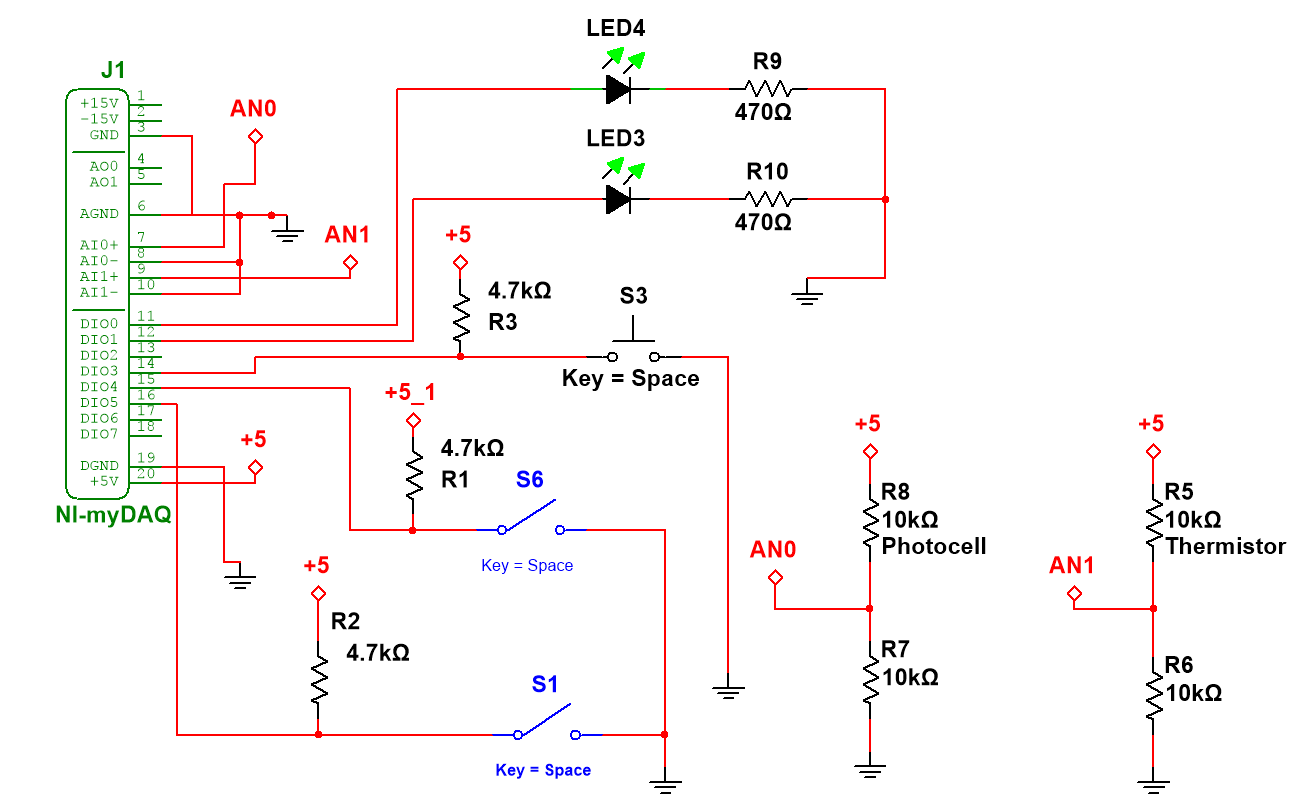 LED4
R9
470Ω
LED3
R10
470Ω
J1
+15V 1
-15V 2
GND 3
AO0 4
AO1 5
AGND 6
AI0+ 7
AI0- 8
AI1+ 9
AI1- 10
DIO0 11
DIO1 12
DIO2 13
DIO3 14
DIO4 15
DIO5 16
DIO6 17
DIO7 18
DGND 19
+5V 20
NI-myDAQ
AN0
AN1
+5
4.7kΩ
R3
S3
Key = Space
+5_1
4.7kΩ
R1
S6
Key = Space
+5
+5
R2
4.7kΩ
S1
Key = Space
+5
R8
10kΩ
Photocell
AN0
R7
10kΩ
+5
R5
10kΩ
Thermistor
AN1
R6
10kΩ